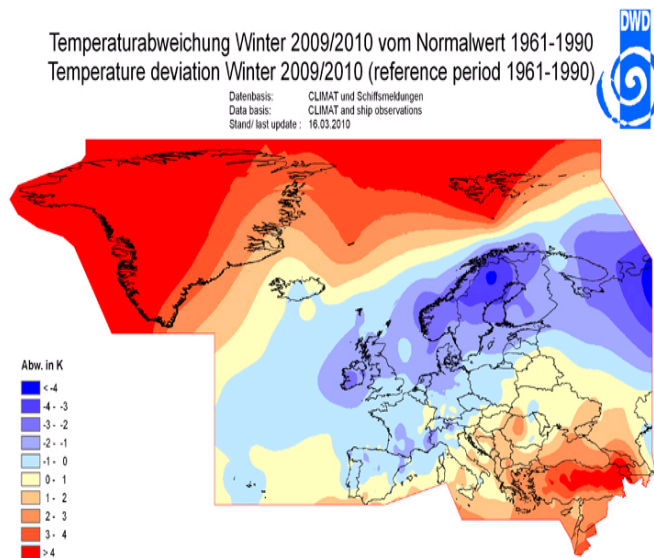 DWD
Temperaturabweichung Winter 2009/2010 vom Normalwert 1961-1990
Temperature deviation Winter 2009/2010 (reference period 1961-1990)
Datenbasis: CLIMAT und Schiffsmeldungen
Data basis: CLIMAT and ship observations
Stand/ last update : 16.03.2010
Abw. in K
< -4
-4 - -3
-3 - -2
-2 - -1
-1 - 0
0 - 1
1 - 2
2 - 3
3 - 4
> 4